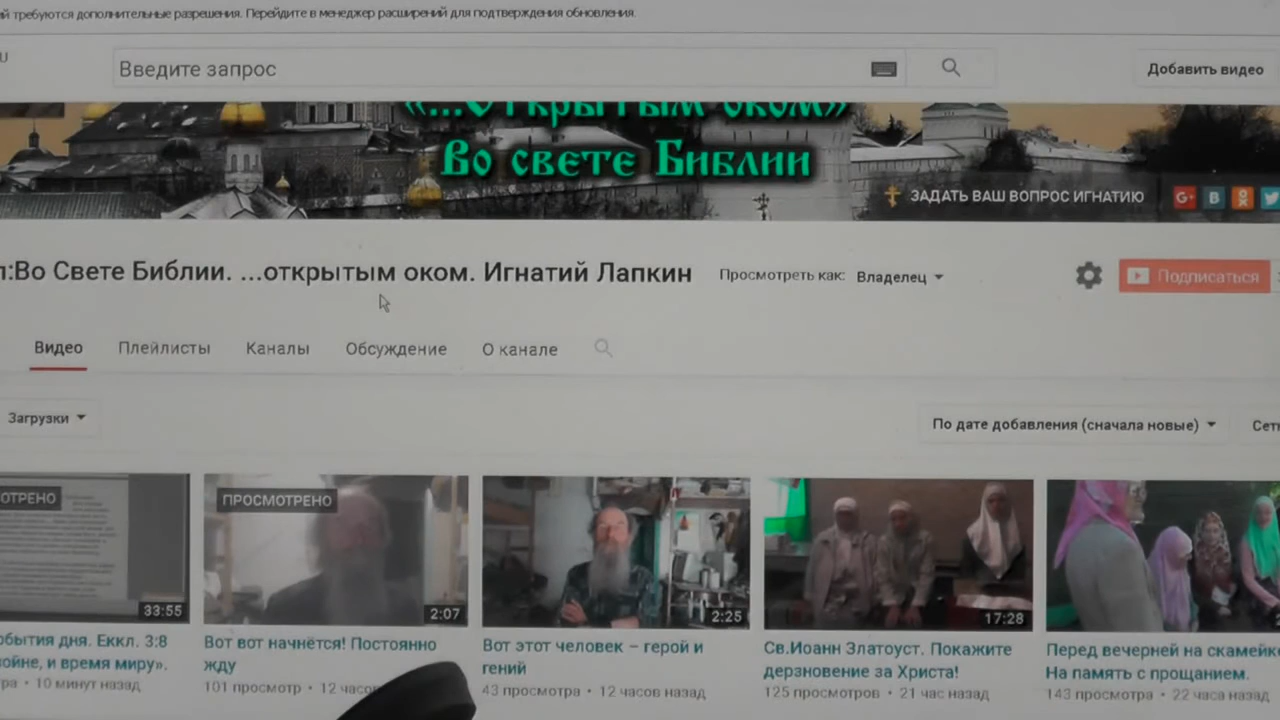 требуются дополнительные разрешения. Перейдите в менеджер расширений для подтверждения обновления.
Введите запрос
Добавить видео
«...Открытым оком»
Во свете Библии
ЗАДАТЬ ВАШ ВОПРОС ИГНАТИЮ
:Во Свете Библии. ...открытым оком. Игнатий Лапкин
Просмотреть как: Владелец
Подписаться
Видео Плейлисты Каналы Обсуждение О канале
Загрузки
По дате добавления (сначала новые)
ПРОСМОТРЕНО
33:55 2:07 2:25 17:28
бытия дня. Еккл. 3:8
войне, и время миру».
10 минут назад
Вот вот начнётся! Постоянно
жду
101 просмотр • 12 часо
Вот этот человек – герой и
гений
43 просмотра • 12 часов назад
Св.Иоанн Златоуст. Покажите
дерзновение за Христа!
125 просмотров • 21 час назад
Перед вечерней на скамейк
На память с прощанием.
143 просмотра • 22 часа назад